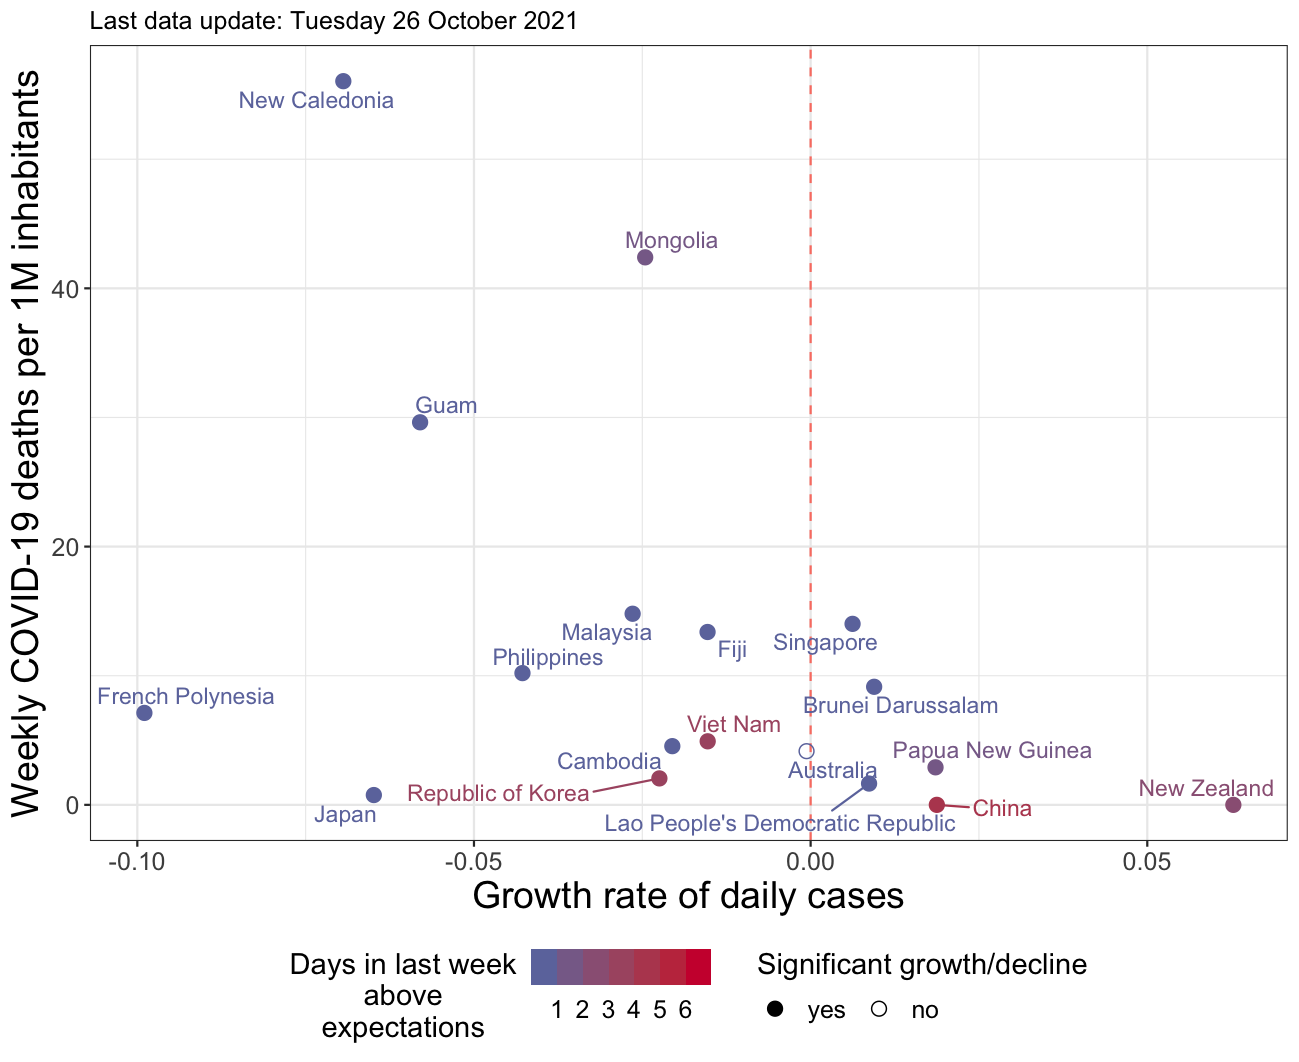 Last data update: Tuesday 26 October 2021
Weekly COVID-19 deaths per 1M inhabitants
New Caledonia
Mongolia
40
Guam
20
Malaysia
Fiji
Singapore
Philippines
French Polynesia
Brunei Darussalam
Viet Nam
Cambodia
Papua New Guinea
Australia
Republic of Korea
New Zealand
0
Japan
China
Lao People's Democratic Republic
-0.10 -0.05 0.00 0.05
Growth rate of daily cases
Days in last week
above
expectations
1 2 3 4 5 6
Significant growth/decline
yes no